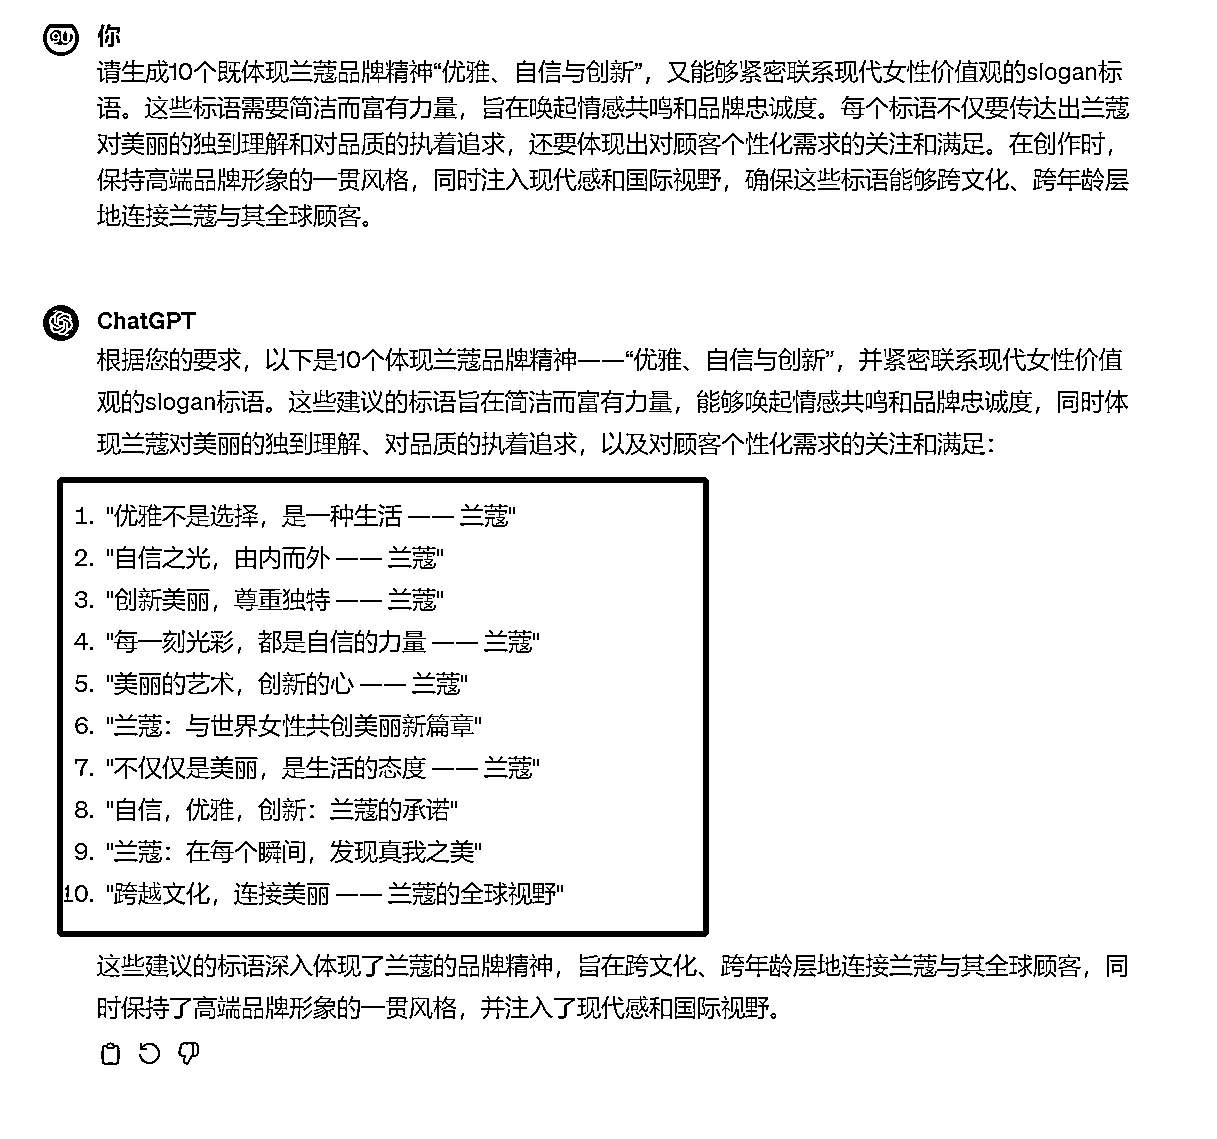 你
请生成10个既体现兰蔻品牌精神“优雅、自信与创新”，又能够紧密联系现代女性价值观的slogan标
语。这些标语需要简洁而富有力量，旨在唤起情感共鸣和品牌忠诚度。每个标语不仅要传达出兰蔻
对美丽的独到理解和对品质的执着追求，还要体现出对顾客个性化需求的关注和满足。在创作时，
保持高端品牌形象的一贯风格，同时注入现代感和国际视野，确保这些标语能够跨文化、跨年龄层
地连接兰蔻与其全球顾客。
ChatGPT
根据您的要求，以下是10个体现兰蔻品牌精神——“优雅、自信与创新”，并紧密联系现代女性价值
观的slogan标语。这些建议的标语旨在简洁而富有力量，能够唤起情感共鸣和品牌忠诚度，同时体
现兰蔻对美丽的独到理解、对品质的执着追求，以及对顾客个性化需求的关注和满足：
1. "优雅不是选择，是一种生活 —— 兰蔻"
2. "自信之光，由内而外 —— 兰蔻"
3. "创新美丽，尊重独特 —— 兰蔻"
4. "每一刻光彩，都是自信的力量 —— 兰蔻"
5. "美丽的艺术，创新的心 —— 兰蔻"
6. "兰蔻：与世界女性共创美丽新篇章"
7. "不仅仅是美丽，是生活的态度 —— 兰蔻"
8. "自信，优雅，创新：兰蔻的承诺"
9. "兰蔻：在每个瞬间，发现真我之美"
10. "跨越文化，连接美丽 —— 兰蔻的全球视野"
这些建议的标语深入体现了兰蔻的品牌精神，旨在跨文化、跨年龄层地连接兰蔻与其全球顾客，同
时保持了高端品牌形象的一贯风格，并注入了现代感和国际视野。